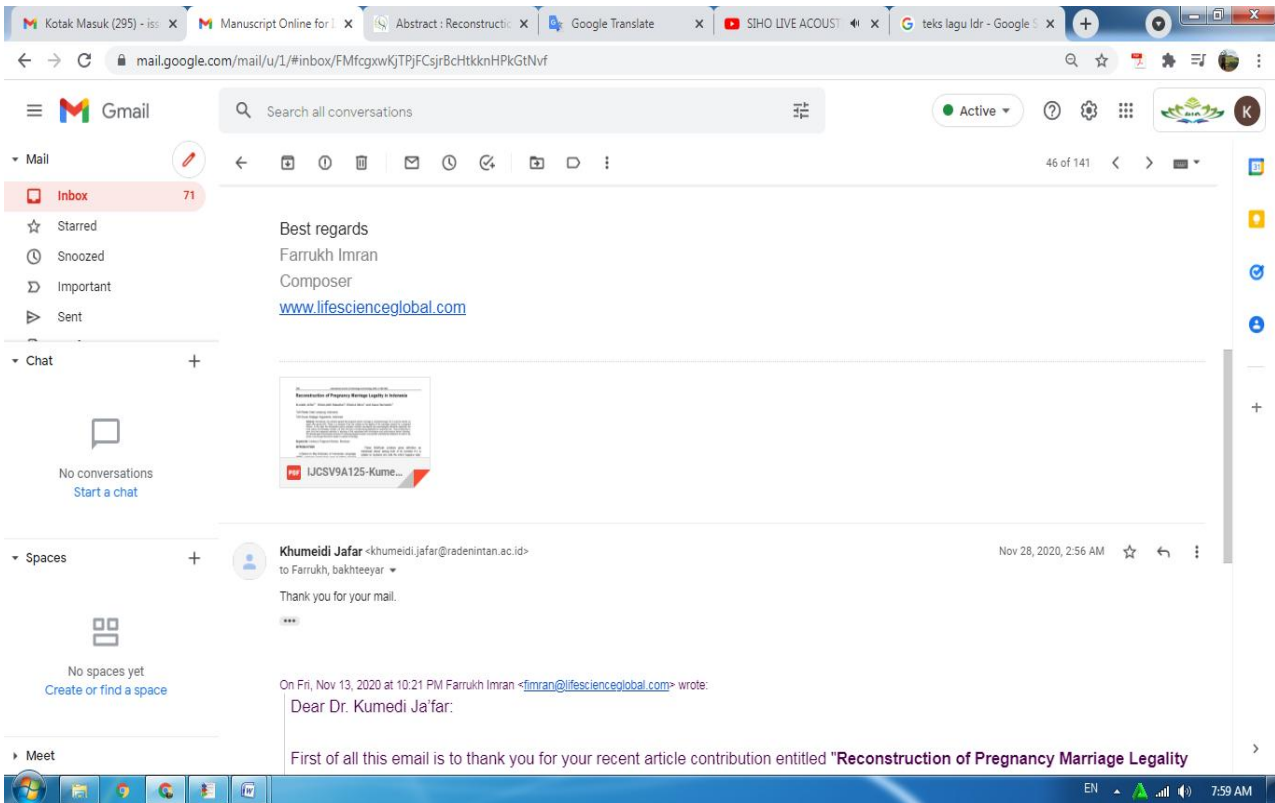 Kotak Masuk (295) - iss
Manuscript Online for
Abstract : Reconstructic
Google Translate
SIHO LIVE ACOUST
teks lagu ldr - Google S
mail.google.com/mail/u/1/#inbox/FMfcgxwKjTPjFCsjrBcHtkknHPkGtNvf
Gmail
Search all conversations
Active
K
Mail
46 of 141
31
Inbox 71
Starred
Snoozed
Important
Sent
Best regards
Farrukh Imran
Composer
www.lifescienceglobal.com
Chat
No conversations
Start a chat
Reconstruction of Pregnancy Marriage Legality in Indonesia
PDF IJCSV9A125-Kume...
Spaces
No spaces yet
Create or find a space
Khumeidi Jafar <khumeidi.jafar@radenintan.ac.id> Nov 28, 2020, 2:56 AM
to Farrukh, bakhteeyar
Thank you for your mail.
On Fri, Nov 13, 2020 at 10:21 PM Farrukh Imran <fimran@lifescienceglobal.com> wrote:
Dear Dr. Kumedi Ja'far:
First of all this email is to thank you for your recent article contribution entitled "Reconstruction of Pregnancy Marriage Legality
Meet
EN 7:59 AM